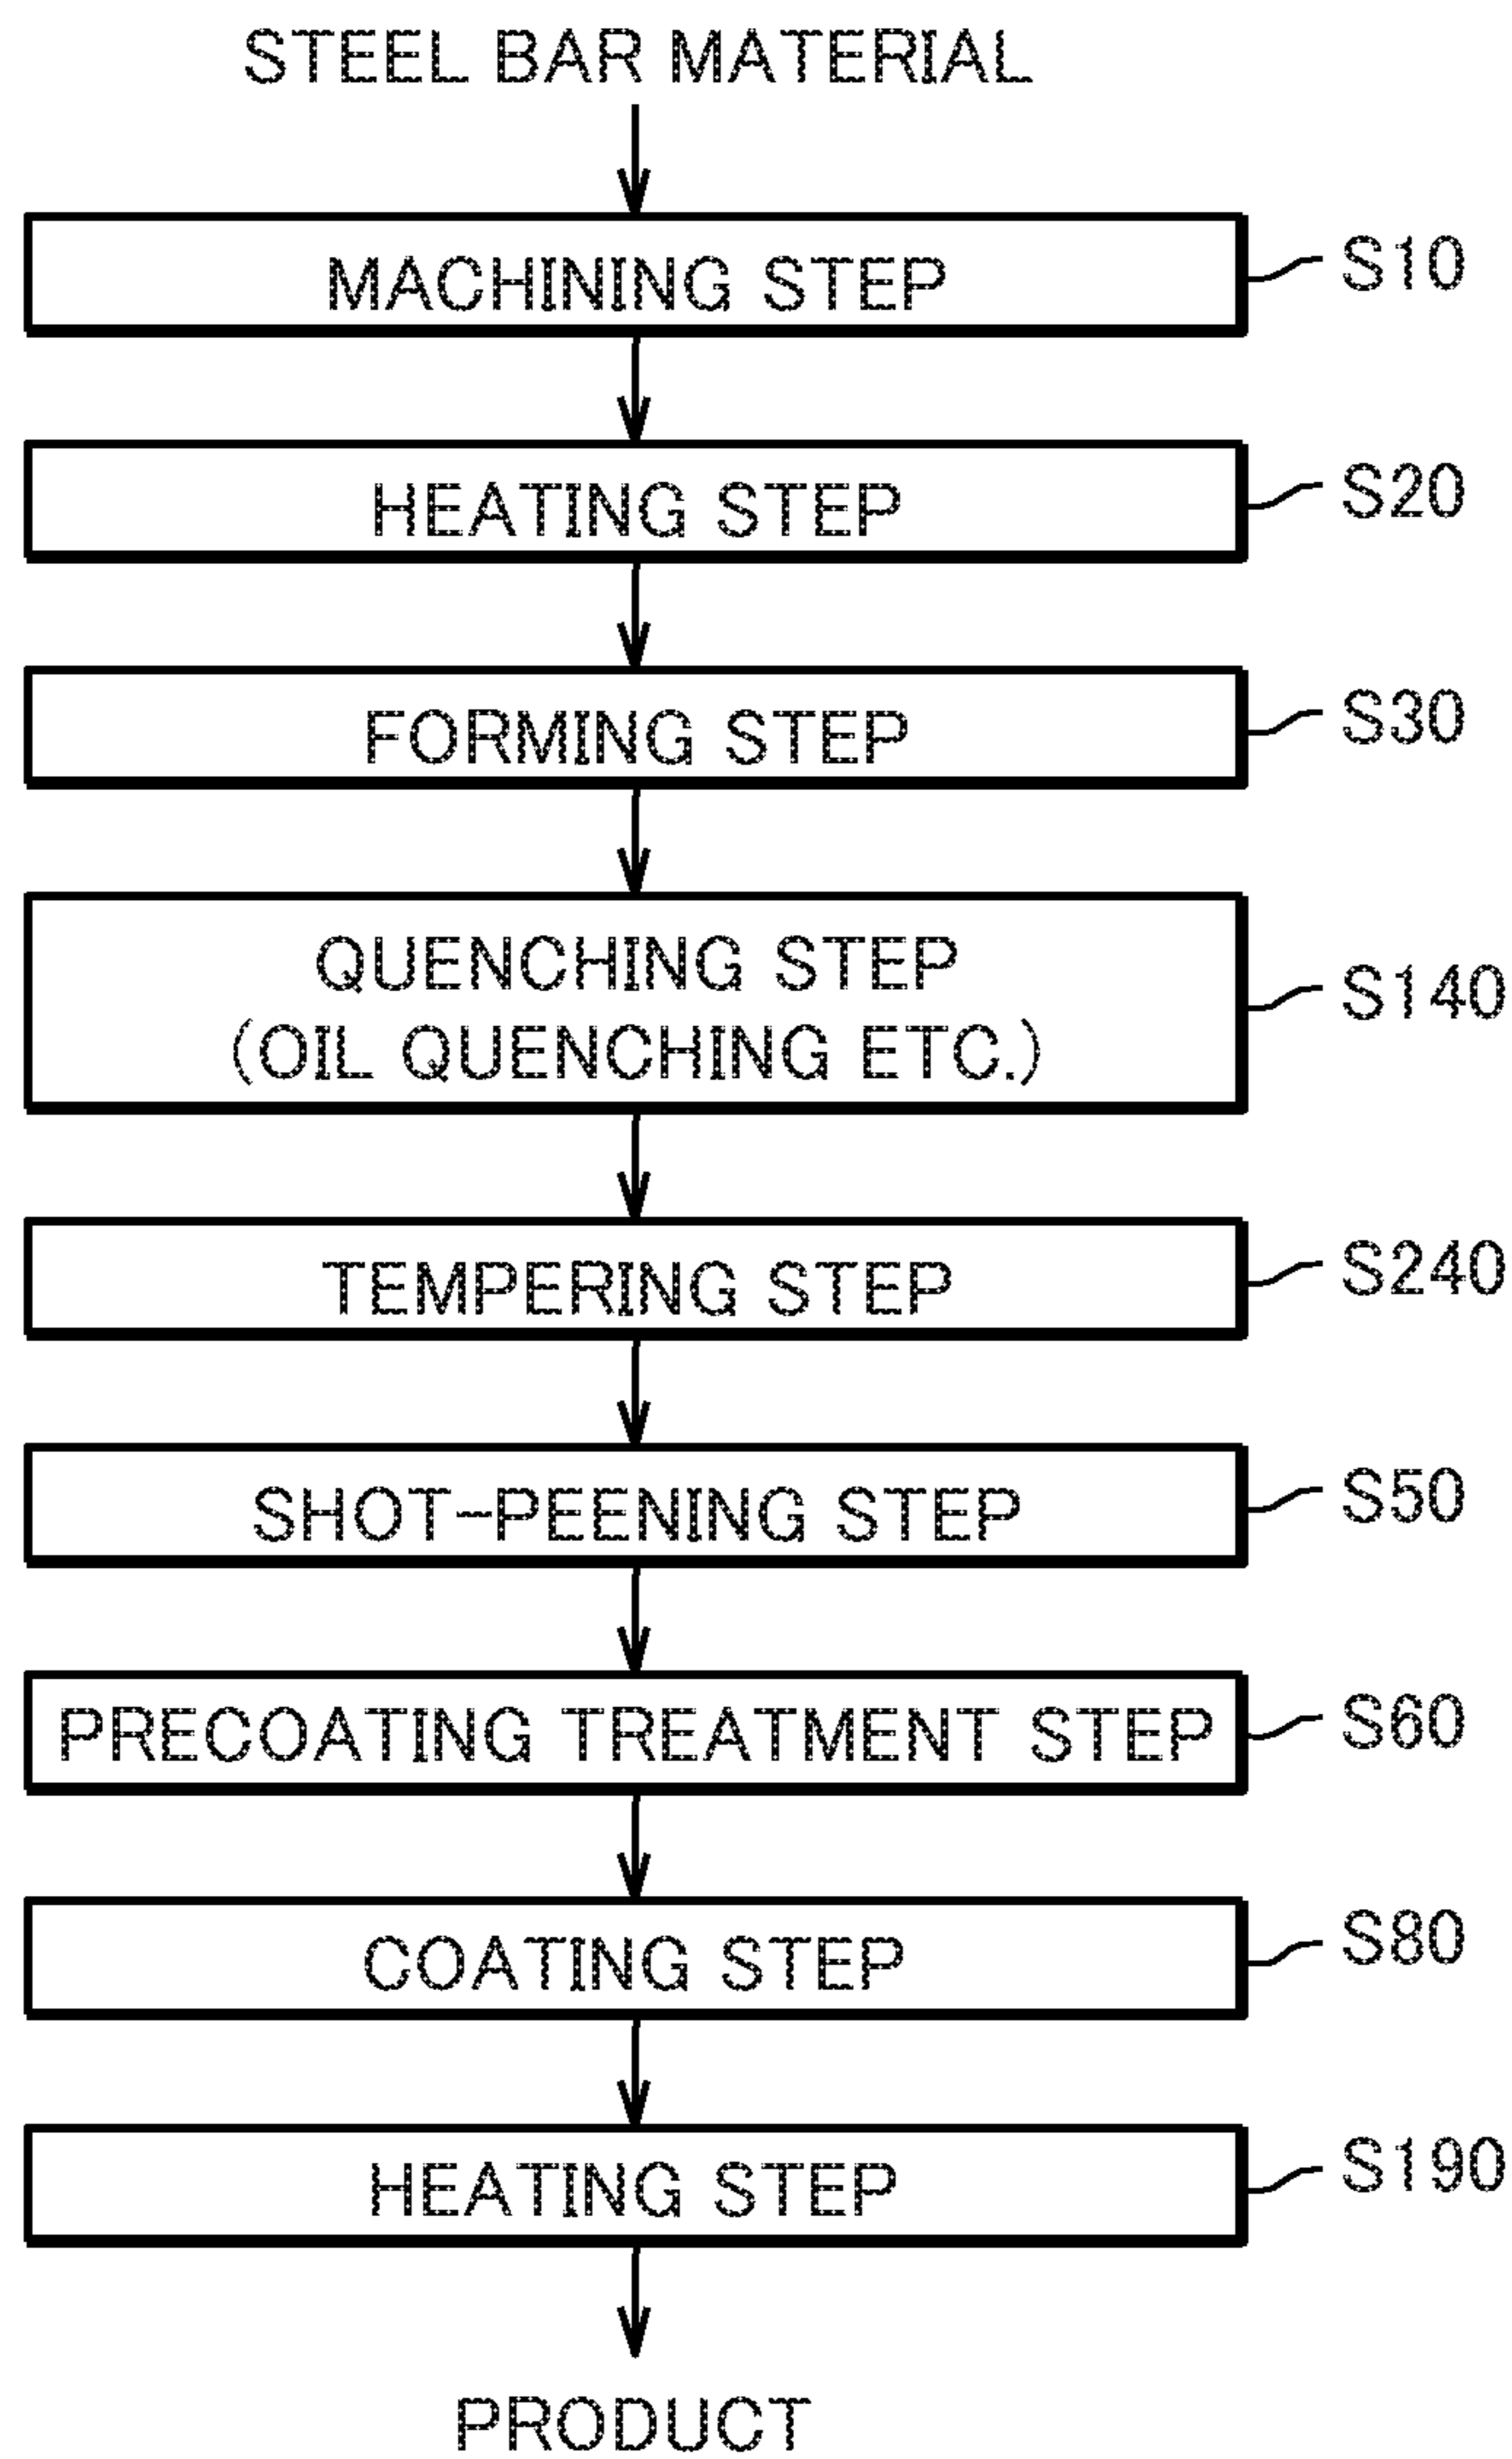 STEEL BAR MATERIAL
MACHINING STEP
S10
HEATING STEP
S20
FORMING STEP
S30
QUENCHING STEP
(OIL QUENCHING ETC.)
S140
TEMPERING STEP
S240
SHOT-PEENING STEP
S50
PRECOATING TREATMENT STEP
S60
COATING STEP
S80
HEATING STEP
S190
PRODUCT